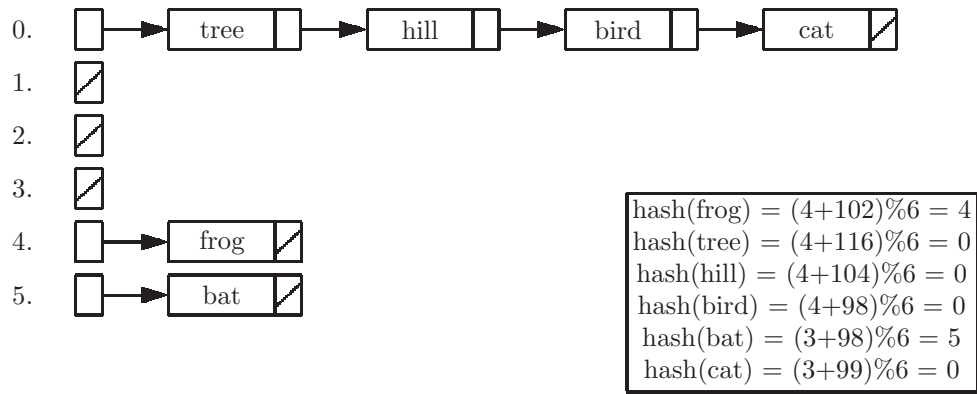 0. tree hill bird cat
1.
2.
3.
4. frog
5. bat
hash(frog) = (4+102)%6 = 4
hash(tree) = (4+116)%6 = 0
hash(hill) = (4+104)%6 = 0
hash(bird) = (4+98)%6 = 0
hash(bat) = (3+98)%6 = 5
hash(cat) = (3+99)%6 = 0